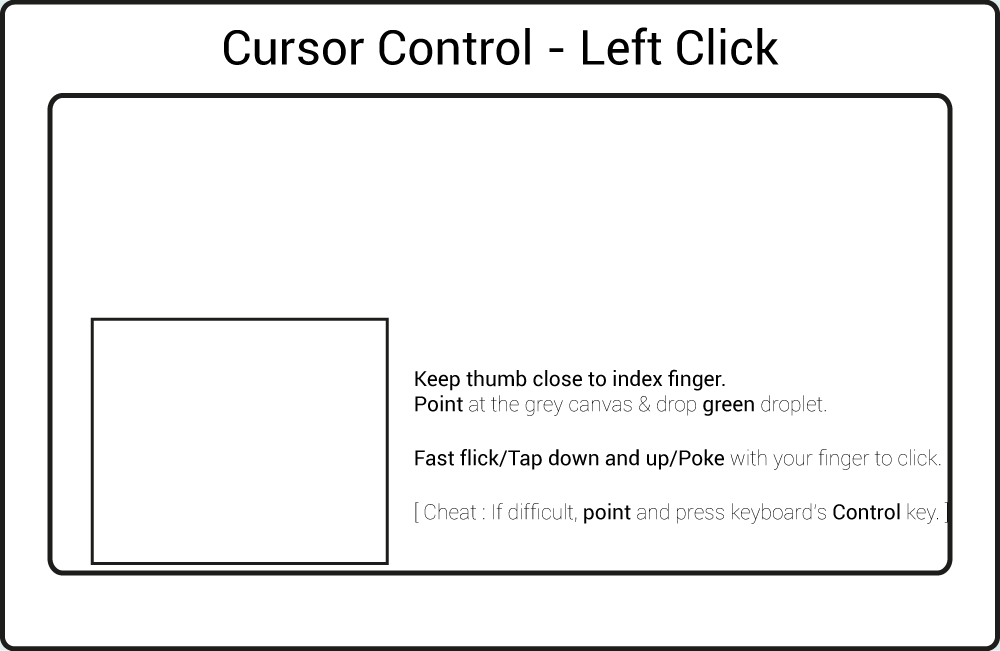 Cursor Control - Left Click
Keep thumb close to index finger.
Point at the grey canvas & drop green droplet.
Fast flick/Tap down and up/Poke with your finger to click.
[ Cheat : If difficult, point and press keyboard's Control key. ]